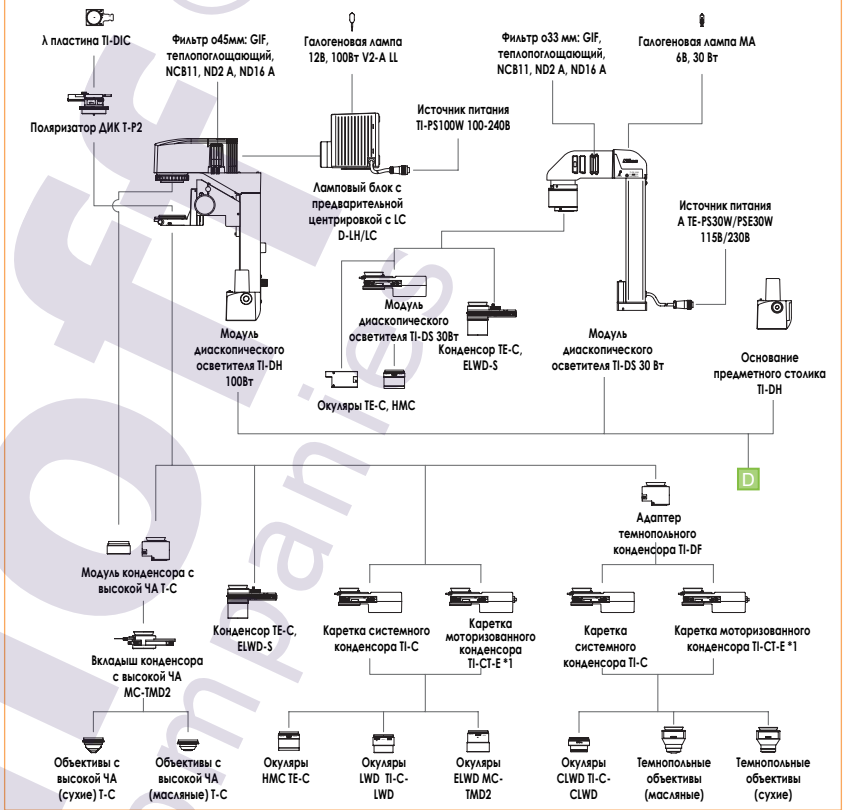 λ пластина TI-DIC
Фильтр о45мм: GIF,
теплопоглощающий,
NCB11, ND2 A, ND16 A
Галогеновая лампа
12В, 100Вт V2-A LL
Фильтр о33 мм: GIF,
теплопоглощающий,
NCB11, ND2 A, ND16 A
Галогеновая лампа МА
6В, 30 Вт
Поляризатор ДИК Т-Р2
Источник питания
TI-PS100W 100-240В
Ламповый блок с
предварительной
центрировкой с LC
D-LH/LC
Источник питания
А TE-PS30W/PSE30W
115В/230В
Модуль
диаскопического
осветителя TI-DH
100Вт
Модуль
диаскопического
осветителя TI-DS 30Вт
Конденсор TE-C,
ELWD-S
Окуляры TE-C, HMC
Модуль
диаскопического
осветителя TI-DS 30 Вт
Основание
предметного столика
TI-DH
D
Адаптер
темнопольного
конденсора TI-DF
Модуль конденсора с
высокой ЧА Т-С
Вкладыш конденсора
с высокой ЧА
MC-TMD2
Конденсор TE-C,
ELWD-S
Каретка системного
конденсора TI-C
Каретка
моторизованного
конденсора
TI-CT-E *1
Каретка
системного
конденсора TI-C
Каретка моторизованного
конденсора TI-CT-E *1
Объективы с
высокой ЧА
(сухие) Т-С
Объективы с
высокой ЧА
(масляные) Т-С
Окуляры
HMC TE-C
Окуляры
LWD TI-C-
LWD
Окуляры
ELWD MC-
TMD2
Окуляры
CLWD TI-C-
CLWD
Темнопольные
объективы
(масляные)
Темнопольные
объективы
(сухие)
loff
companies